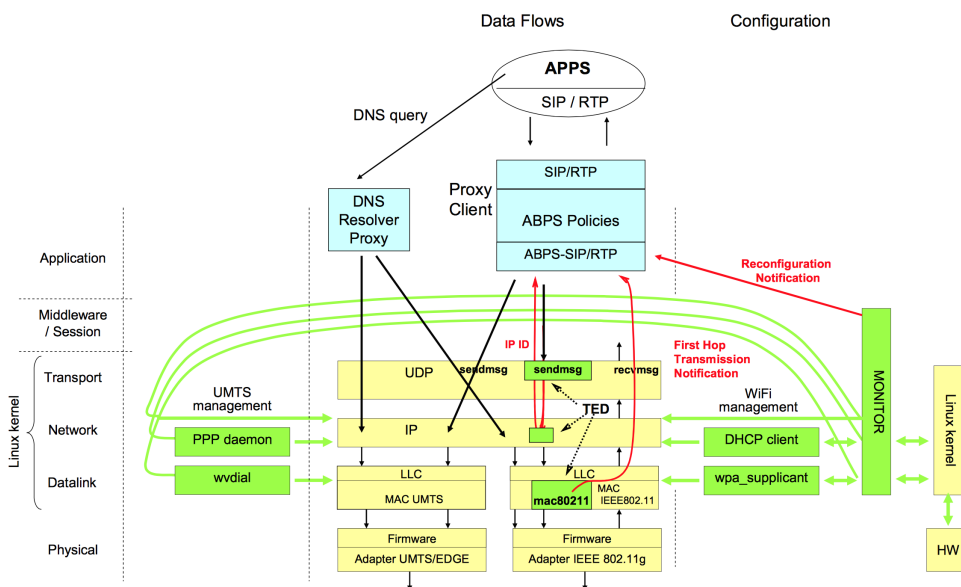 Data Flows
Configuration
APPS
SIP / RTP
DNS query
DNS
Resolver
Proxy
Proxy
Client
SIP/RTP
ABPS Policies
ABPS-SIP/RTP
Application
Reconfiguration
Notification
Middleware
/ Session
IP ID
First Hop
Transmission
Notification
Linux kernel
Transport
UDP
sendmsg
sendmsg
recvmsg
MONITOR
Linux kernel
UMTS
management
TED
WiFi
management
Network
PPP daemon
IP
DHCP client
Datalink
wvdial
LLC
MAC UMTS
LLC
mac80211
MAC
IEEE802.11
wpa_supplicant
Physical
Firmware
Adapter UMTS/EDGE
Firmware
Adapter IEEE 802.11g
HW